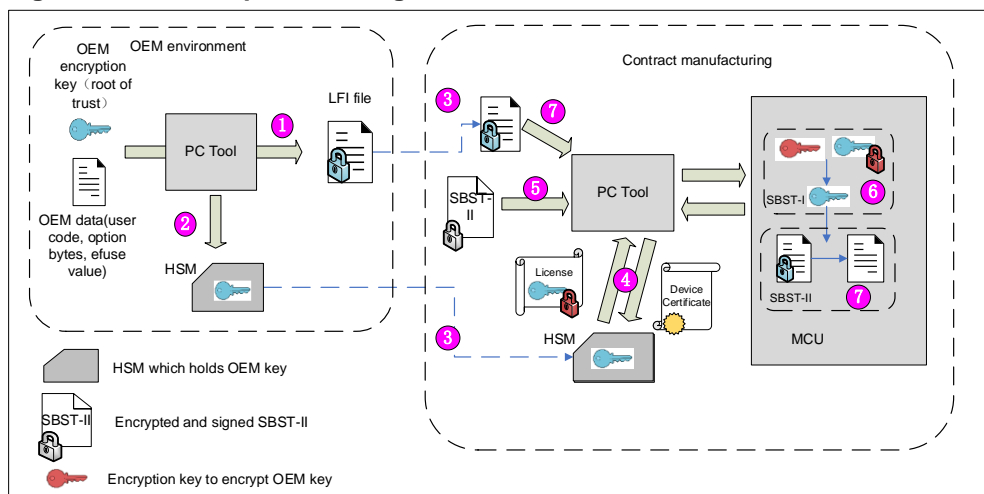 OEM
encryption
key（root of
trust）
OEM environment
LFI file
1
PC Tool
2
OEM data(user
code, option
bytes, efuse
value)
HSM
3
3
Contract manufacturing
7
SBST-
II
5
PC Tool
License
4
Device
Certificate
HSM
SBST-I
6
SBST-II
7
MCU
HSM which holds OEM key
SBST-II
Encrypted and signed SBST-II
Encryption key to encrypt OEM key